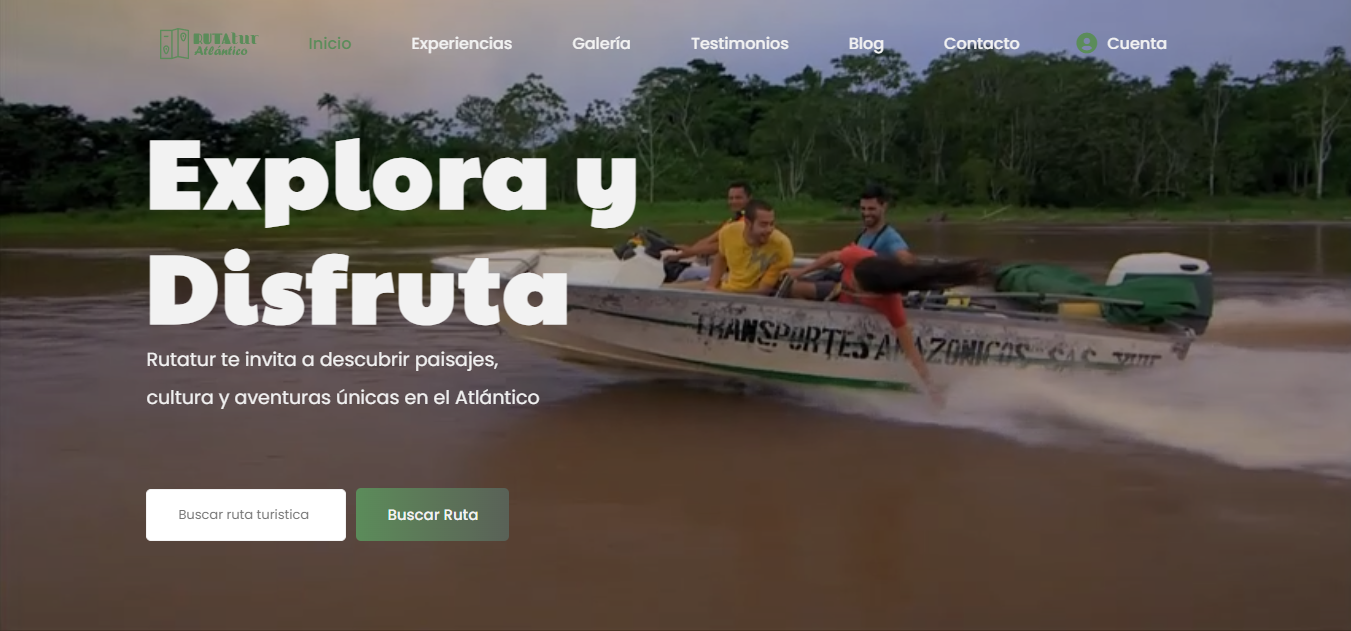 RUTAtur
Atlántico
Inicio
Experiencias
Galería
Testimonios
Blog
Contacto
Cuenta
Explora y
Disfruta
Rutatur te invita a descubrir paisajes,
cultura y aventuras únicas en el Atlántico
TRANSPORTES AMAZONICOS SAS
Buscar ruta turistica
Buscar Ruta